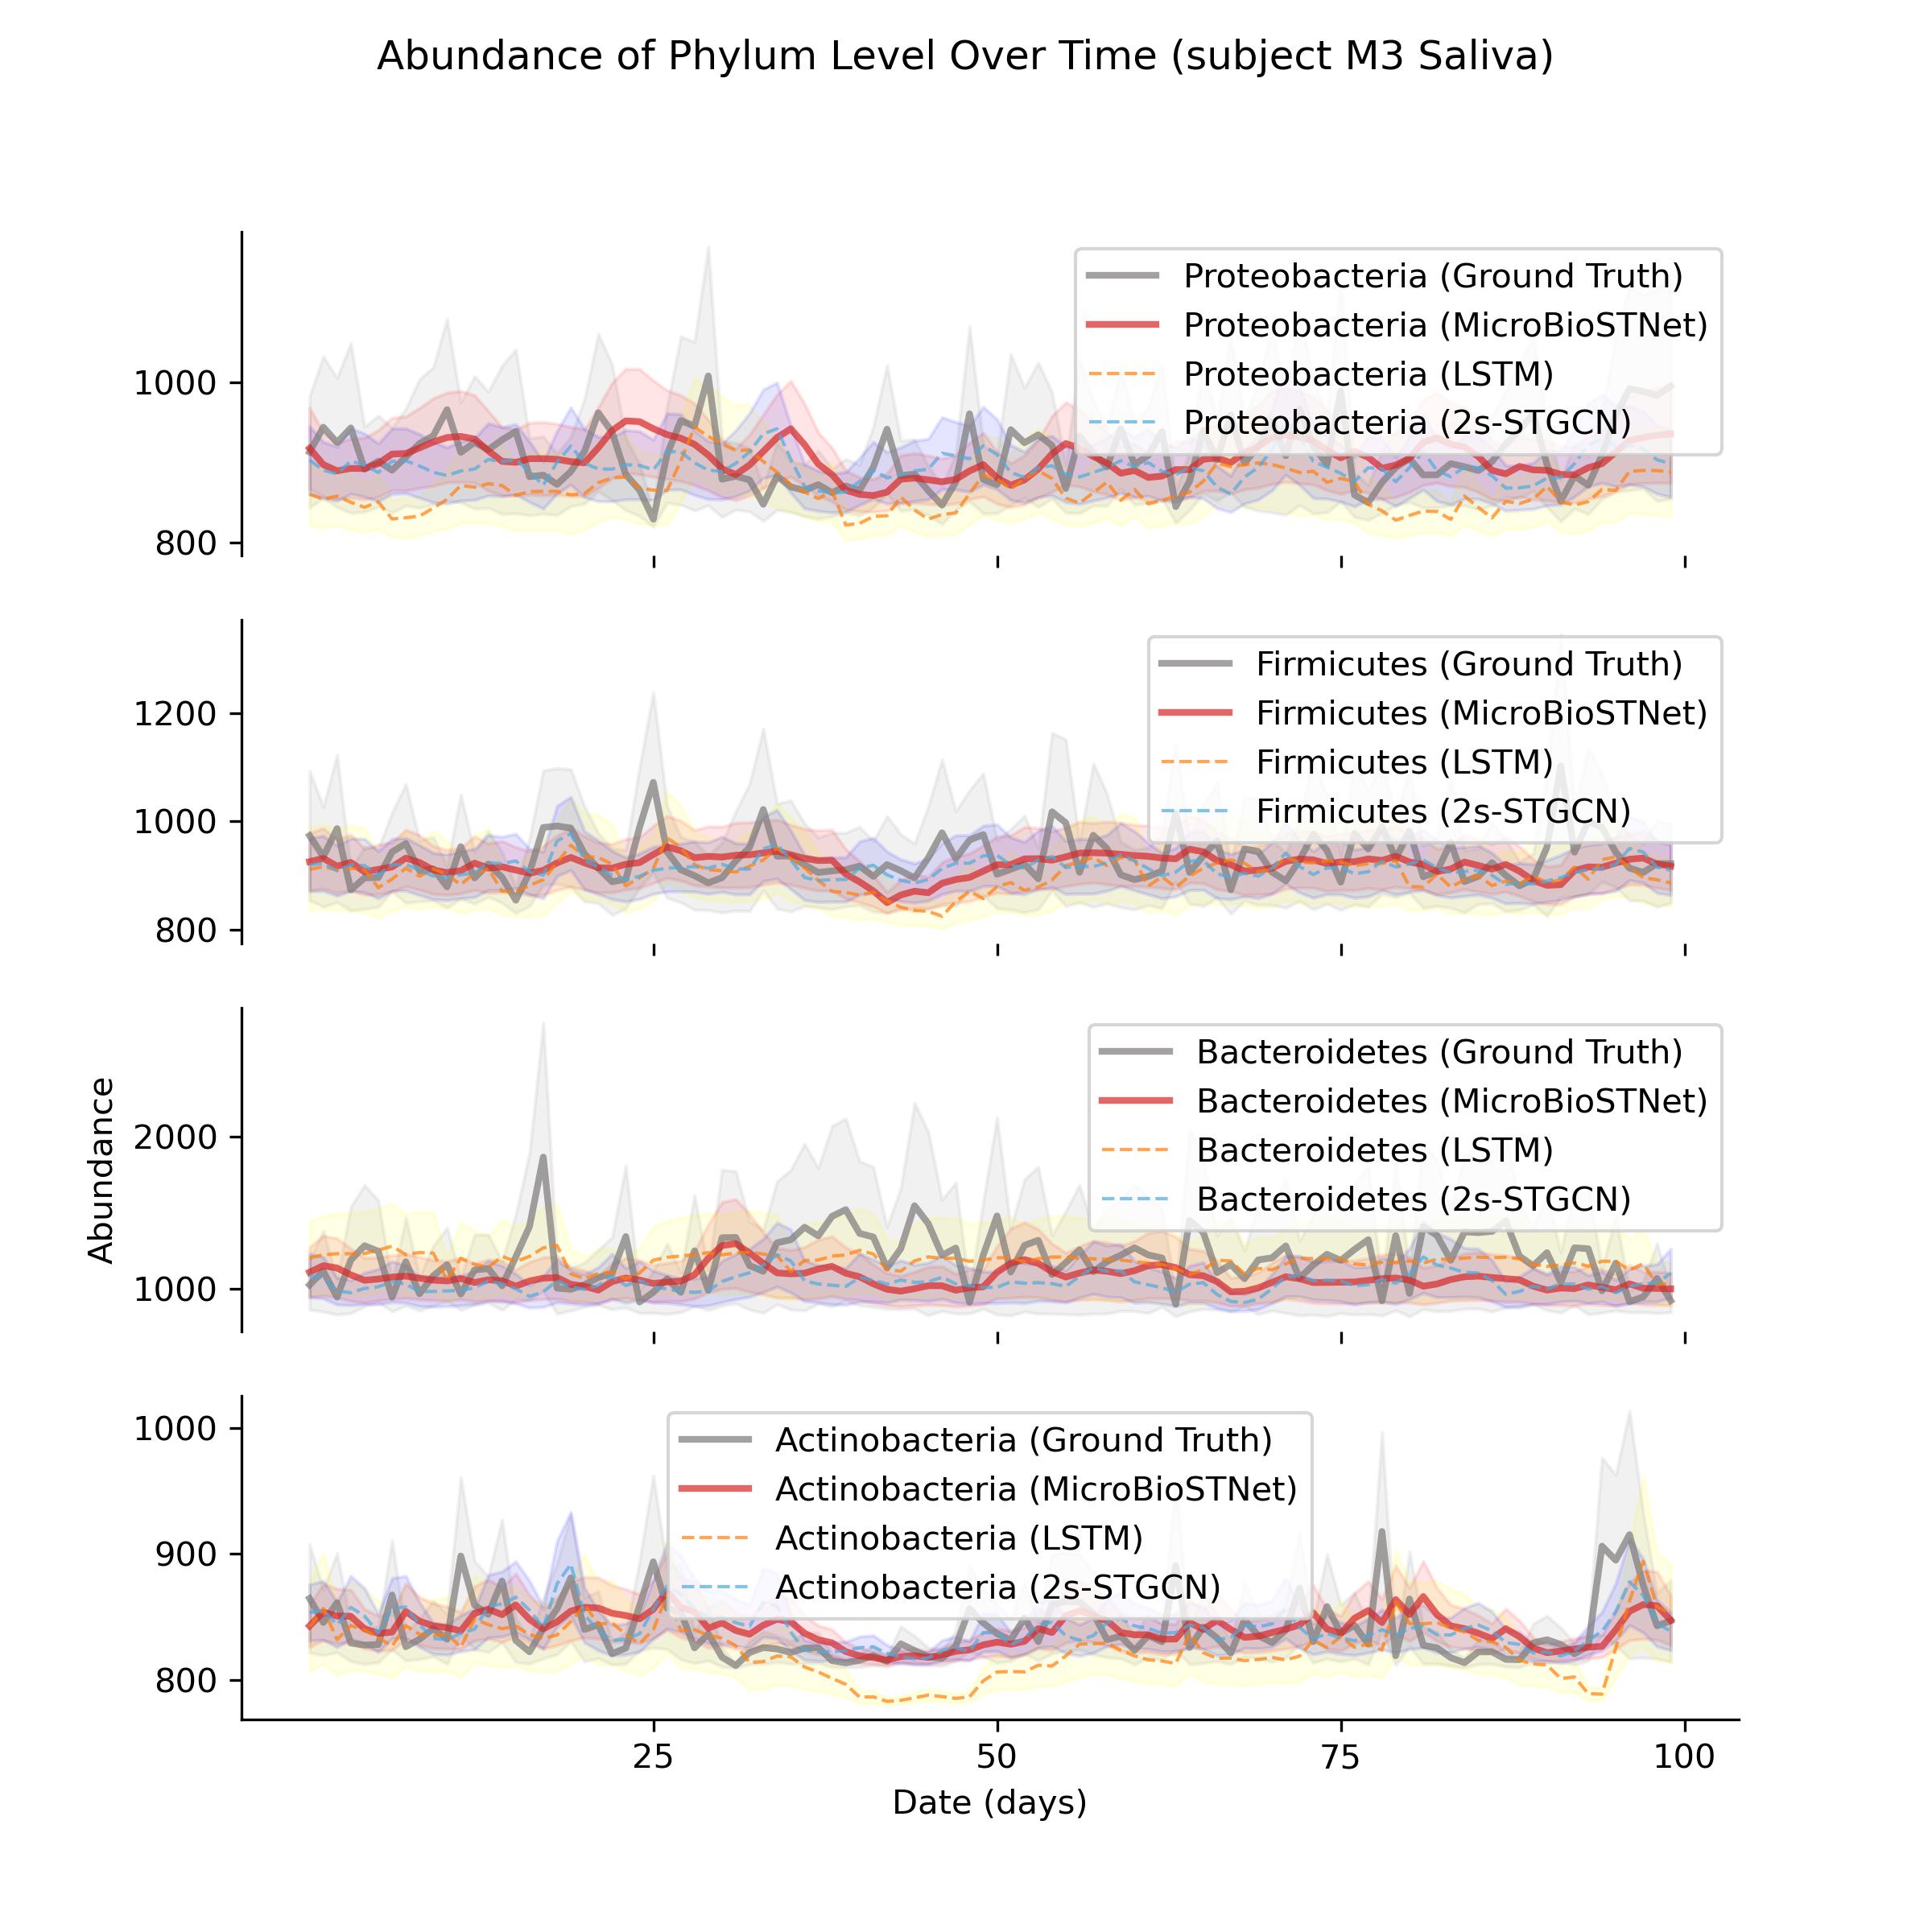 Abundance of Phylum Level Over Time (subject M3 Saliva)
1000
800
Proteobacteria (Ground Truth)
Proteobacteria (MicroBioSTNet)
Proteobacteria (LSTM)
Proteobacteria (2s-STGCN)
1200
1000
800
Firmicutes (Ground Truth)
Firmicutes (MicroBioSTNet)
Firmicutes (LSTM)
Firmicutes (2s-STGCN)
Abundance
2000
1000
Bacteroidetes (Ground Truth)
Bacteroidetes (MicroBioSTNet)
Bacteroidetes (LSTM)
Bacteroidetes (2s-STGCN)
1000
900
800
Actinobacteria (Ground Truth)
Actinobacteria (MicroBioSTNet)
Actinobacteria (LSTM)
Actinobacteria (2s-STGCN)
25 50 75 100
Date (days)